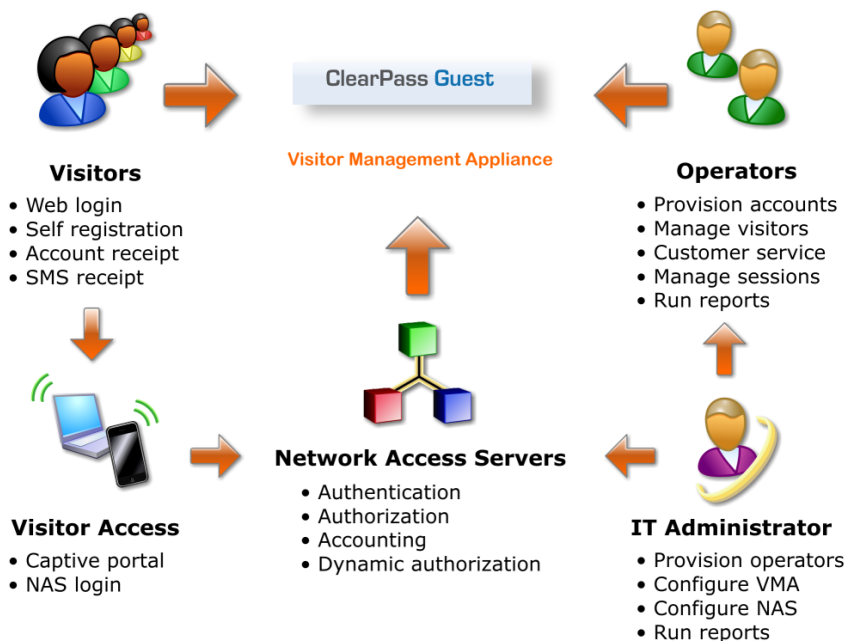 ClearPass Guest
Visitor Management Appliance
Visitors
• Web login
• Self registration
• Account receipt
• SMS receipt
Operators
• Provision accounts
• Manage visitors
• Customer service
• Manage sessions
• Run reports
Visitor Access
• Captive portal
• NAS login
Network Access Servers
• Authentication
• Authorization
• Accounting
• Dynamic authorization
IT Administrator
• Provision operators
• Configure VMA
• Configure NAS
• Run reports